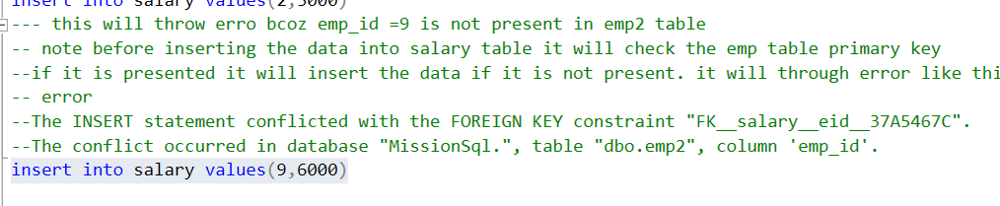 insert into salary values(2,5000)
--- this will throw erro bcoz emp_id =9 is not present in emp2 table
-- note before inserting the data into salary table it will check the emp table primary key
--if it is presented it will insert the data if it is not present. it will through error like thi
-- error
--The INSERT statement conflicted with the FOREIGN KEY constraint "FK__salary__eid__37A5467C".
--The conflict occurred in database "MissionSql.", table "dbo.emp2", column 'emp_id'.
insert into salary values(9,6000)